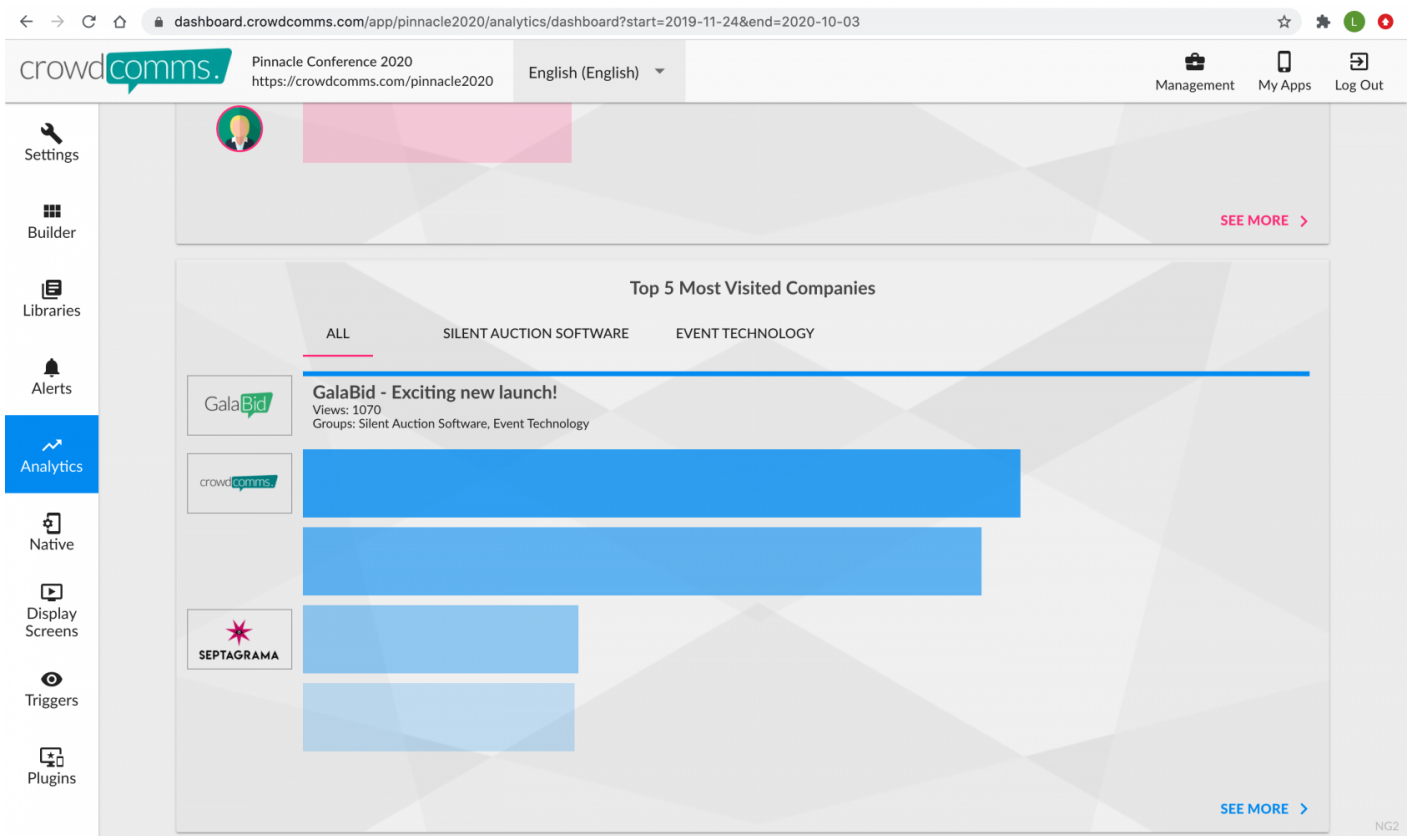 dashboard.crowdcomms.com/app/pinnacle2020/analytics/dashboard?start=2019-11-24&end=2020-10-03
L
crowdcomms.
Pinnacle Conference 2020
https://crowdcomms.com/pinnacle2020
English (English)
Management
My Apps
Log Out
Settings
Builder
Libraries
Alerts
Analytics
Native
Display
Screens
Triggers
Plugins
SEE MORE
Top 5 Most Visited Companies
ALL
SILENT AUCTION SOFTWARE
EVENT TECHNOLOGY
GalaBid
GalaBid - Exciting new launch!
Views: 1070
Groups: Silent Auction Software, Event Technology
crowdcomms.
SEPTAGRAMA
SEE MORE
NG2